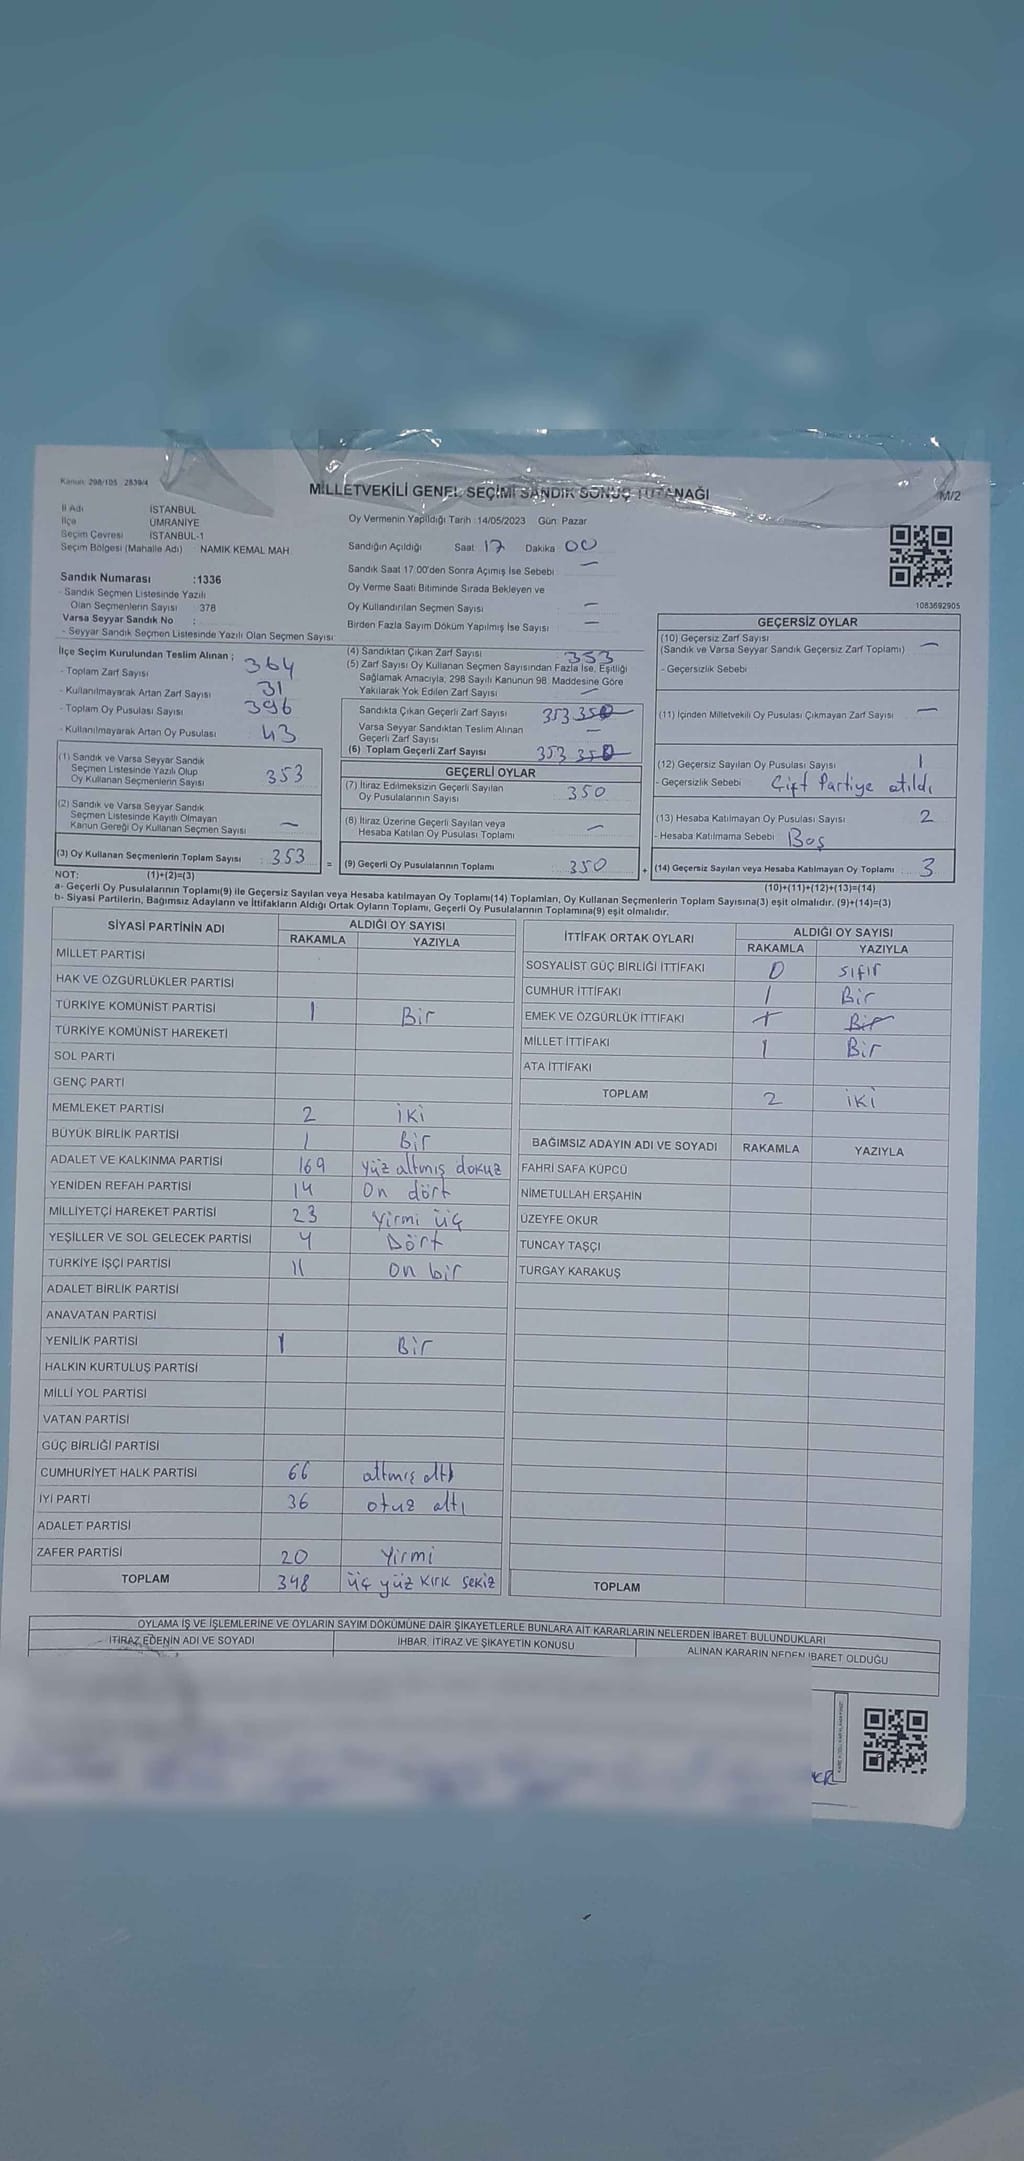 Kanun: 298/105 2839/4
MİLLETVEKİLİ GENEL SEÇİMİ SANDIK SONUÇ TUTANAĞI
M/2
İl Adı İSTANBUL
İlçe ÜMRANİYE
Seçim Çevresi İSTANBUL-1
Seçim Bölgesi (Mahalle Adı) NAMIK KEMAL MAH.
Oy Vermenin Yapıldığı Tarih :14/05/2023 Gün: Pazar
Sandığın Açıldığı Saat 17 Dakika 00
Sandık Saat 17:00'den Sonra Açımış İse Sebebi —
Oy Verme Saati Bitiminde Sırada Bekleyen ve
Oy Kullandırılan Seçmen Sayısı —
Birden Fazla Sayım Döküm Yapılmış İse Sayısı —
1083692905
Sandık Numarası :1336
- Sandık Seçmen Listesinde Yazılı
Olan Seçmenlerin Sayısı 378
Varsa Seyyar Sandık No :
- Seyyar Sandık Seçmen Listesinde Yazılı Olan Seçmen Sayısı:
İlçe Seçim Kurulundan Teslim Alınan ;
- Toplam Zarf Sayısı 364
- Kullanılmayarak Artan Zarf Sayısı 31
- Toplam Oy Pusulası Sayısı 396
- Kullanılmayarak Artan Oy Pusulası 43
(1) Sandık ve Varsa Seyyar Sandık
Seçmen Listesinde Yazılı Olup
Oy Kullanan Seçmenlerin Sayısı 353
(2) Sandık ve Varsa Seyyar Sandık
Seçmen Listesinde Kayıtlı Olmayan
Kanun Gereği Oy Kullanan Seçmen Sayısı —
(3) Oy Kullanan Seçmenlerin Toplam Sayısı : 353
NOT: (1)+(2)=(3)
(4) Sandıktan Çıkan Zarf Sayısı 353
(5) Zarf Sayısı Oy Kullanan Seçmen Sayısından Fazla İse, Eşitliği
Sağlamak Amacıyla, 298 Sayılı Kanunun 98. Maddesine Göre
Yakılarak Yok Edilen Zarf Sayısı —
Sandıkta Çıkan Geçerli Zarf Sayısı 353 350
Varsa Seyyar Sandıktan Teslim Alınan
Geçerli Zarf Sayısı —
(6) Toplam Geçerli Zarf Sayısı 353 350
GEÇERLİ OYLAR
(7) İtiraz Edilmeksizin Geçerli Sayılan
Oy Pusulalarının Sayısı 350
(8) İtiraz Üzerine Geçerli Sayılan veya
Hesaba Katılan Oy Pusulası Toplamı —
= (9) Geçerli Oy Pusulalarının Toplamı 350 +
GEÇERSİZ OYLAR
(10) Geçersiz Zarf Sayısı
(Sandık ve Varsa Seyyar Sandık Geçersiz Zarf Toplamı) —
- Geçersizlik Sebebi
(11) İçinden Milletvekili Oy Pusulası Çıkmayan Zarf Sayısı —
(12) Geçersiz Sayılan Oy Pusulası Sayısı 1
- Geçersizlik Sebebi Çift Partiye atıldı
(13) Hesaba Katılmayan Oy Pusulası Sayısı 2
- Hesaba Katılmama Sebebi Boş
(14) Geçersiz Sayılan veya Hesaba Katılmayan Oy Toplamı 3
(10)+(11)+(12)+(13)=(14)
a- Geçerli Oy Pusulalarının Toplamı(9) ile Geçersiz Sayılan veya Hesaba katılmayan Oy Toplamı(14) Toplamları, Oy Kullanan Seçmenlerin Toplam Sayısına(3) eşit olmalıdır. (9)+(14)=(3)
b- Siyasi Partilerin, Bağımsız Adayların ve İttifakların Aldığı Ortak Oyların Toplamı, Geçerli Oy Pusulalarının Toplamına(9) eşit olmalıdır.
SİYASİ PARTİNİN ADI ALDIĞI OY SAYISI
RAKAMLA YAZIYLA
MİLLET PARTİSİ
HAK VE ÖZGÜRLÜKLER PARTİSİ
TÜRKİYE KOMÜNİST PARTİSİ 1 Bir
TÜRKİYE KOMÜNİST HAREKETİ
SOL PARTİ
GENÇ PARTİ
MEMLEKET PARTİSİ 2 iki
BÜYÜK BİRLİK PARTİSİ 1 Bir
ADALET VE KALKINMA PARTİSİ 169 yüz altmış dokuz
YENİDEN REFAH PARTİSİ 14 On dört
MİLLİYETÇİ HAREKET PARTİSİ 23 yirmi üç
YEŞİLLER VE SOL GELECEK PARTİSİ 4 Dört
TÜRKİYE İŞÇİ PARTİSİ 11 on bir
ADALET BİRLİK PARTİSİ
ANAVATAN PARTİSİ
YENİLİK PARTİSİ 1 Bir
HALKIN KURTULUŞ PARTİSİ
MİLLİ YOL PARTİSİ
VATAN PARTİSİ
GÜÇ BİRLİĞİ PARTİSİ
CUMHURİYET HALK PARTİSİ 66 altmış altı
İYİ PARTİ 36 otuz altı
ADALET PARTİSİ
ZAFER PARTİSİ 20 Yirmi
TOPLAM 348 üç yüz kırk sekiz
İTTİFAK ORTAK OYLARI ALDIĞI OY SAYISI
RAKAMLA YAZIYLA
SOSYALİST GÜÇ BİRLİĞİ İTTİFAKI 0 sıfır
CUMHUR İTTİFAKI 1 Bir
EMEK VE ÖZGÜRLÜK İTTİFAKI 1 Bir
MİLLET İTTİFAKI 1 Bir
ATA İTTİFAKI
TOPLAM 2 iki
BAĞIMSIZ ADAYIN ADI VE SOYADI RAKAMLA YAZIYLA
FAHRİ SAFA KÜPCÜ
NİMETULLAH ERŞAHİN
ÜZEYFE OKUR
TUNCAY TAŞÇI
TURGAY KARAKUŞ
TOPLAM
OYLAMA İŞ VE İŞLEMLERİNE VE OYLARIN SAYIM DÖKÜMÜNE DAİR ŞİKAYETLERLE BUNLARA AİT KARARLARIN NELERDEN İBARET BULUNDUKLARI
İTİRAZ EDENİN ADI VE SOYADI İHBAR, İTİRAZ VE ŞİKAYETİN KONUSU ALINAN KARARIN NEDEN İBARET OLDUĞU